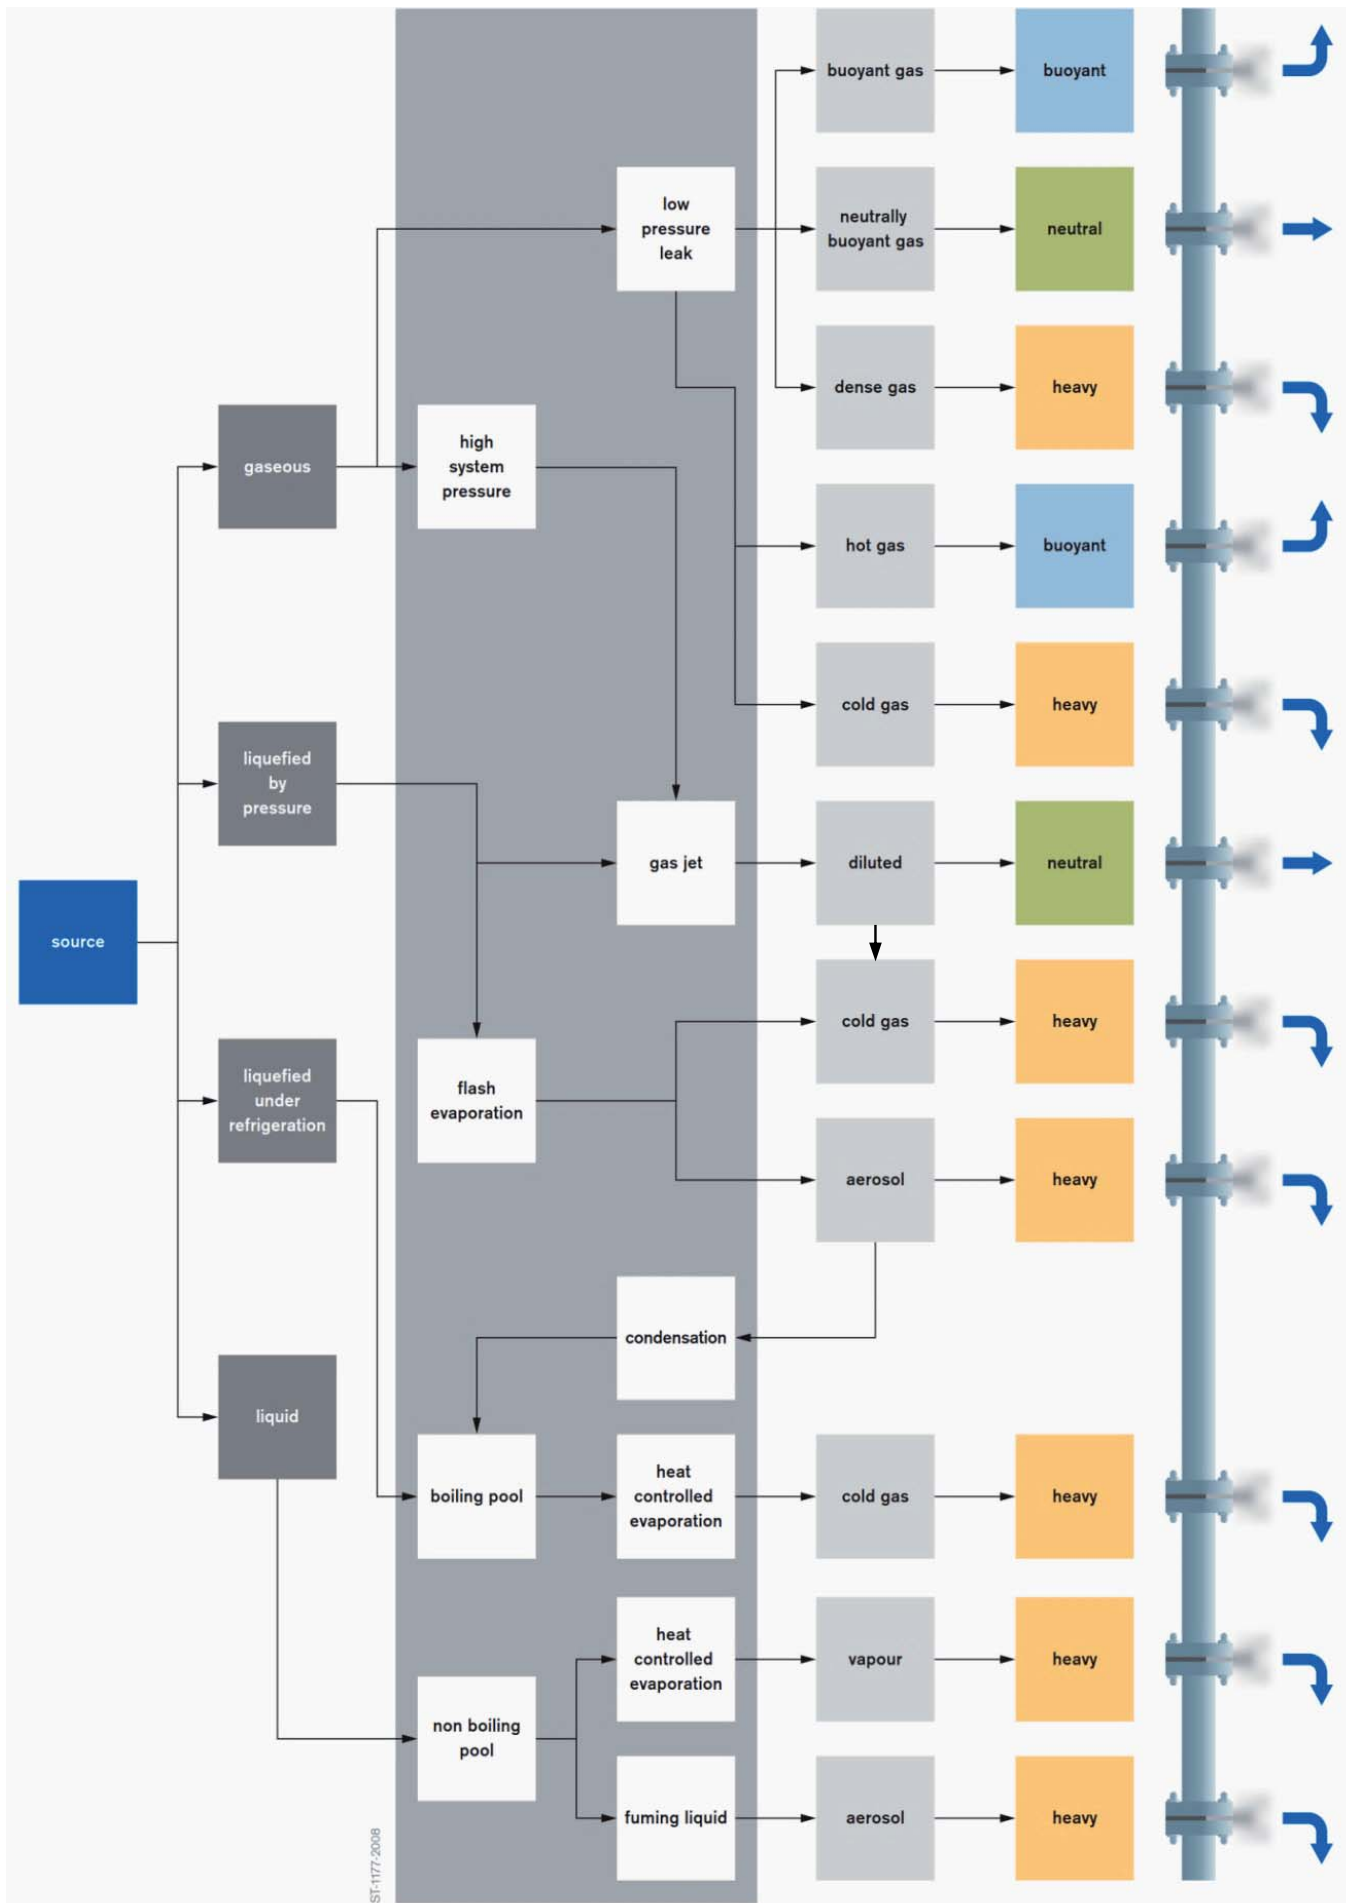 buoyant gas
buoyant
low
pressure
leak
neutrally
buoyant gas
neutral
dense gas
heavy
gaseous
high
system
pressure
hot gas
buoyant
cold gas
heavy
liquefied
by
pressure
gas jet
diluted
neutral
source
cold gas
heavy
liquefied
under
refrigeration
flash
evaporation
aerosol
heavy
condensation
liquid
boiling pool
heat
controlled
evaporation
cold gas
heavy
heat
controlled
evaporation
vapour
heavy
non boiling
pool
fuming liquid
aerosol
heavy
ST-1177-2008